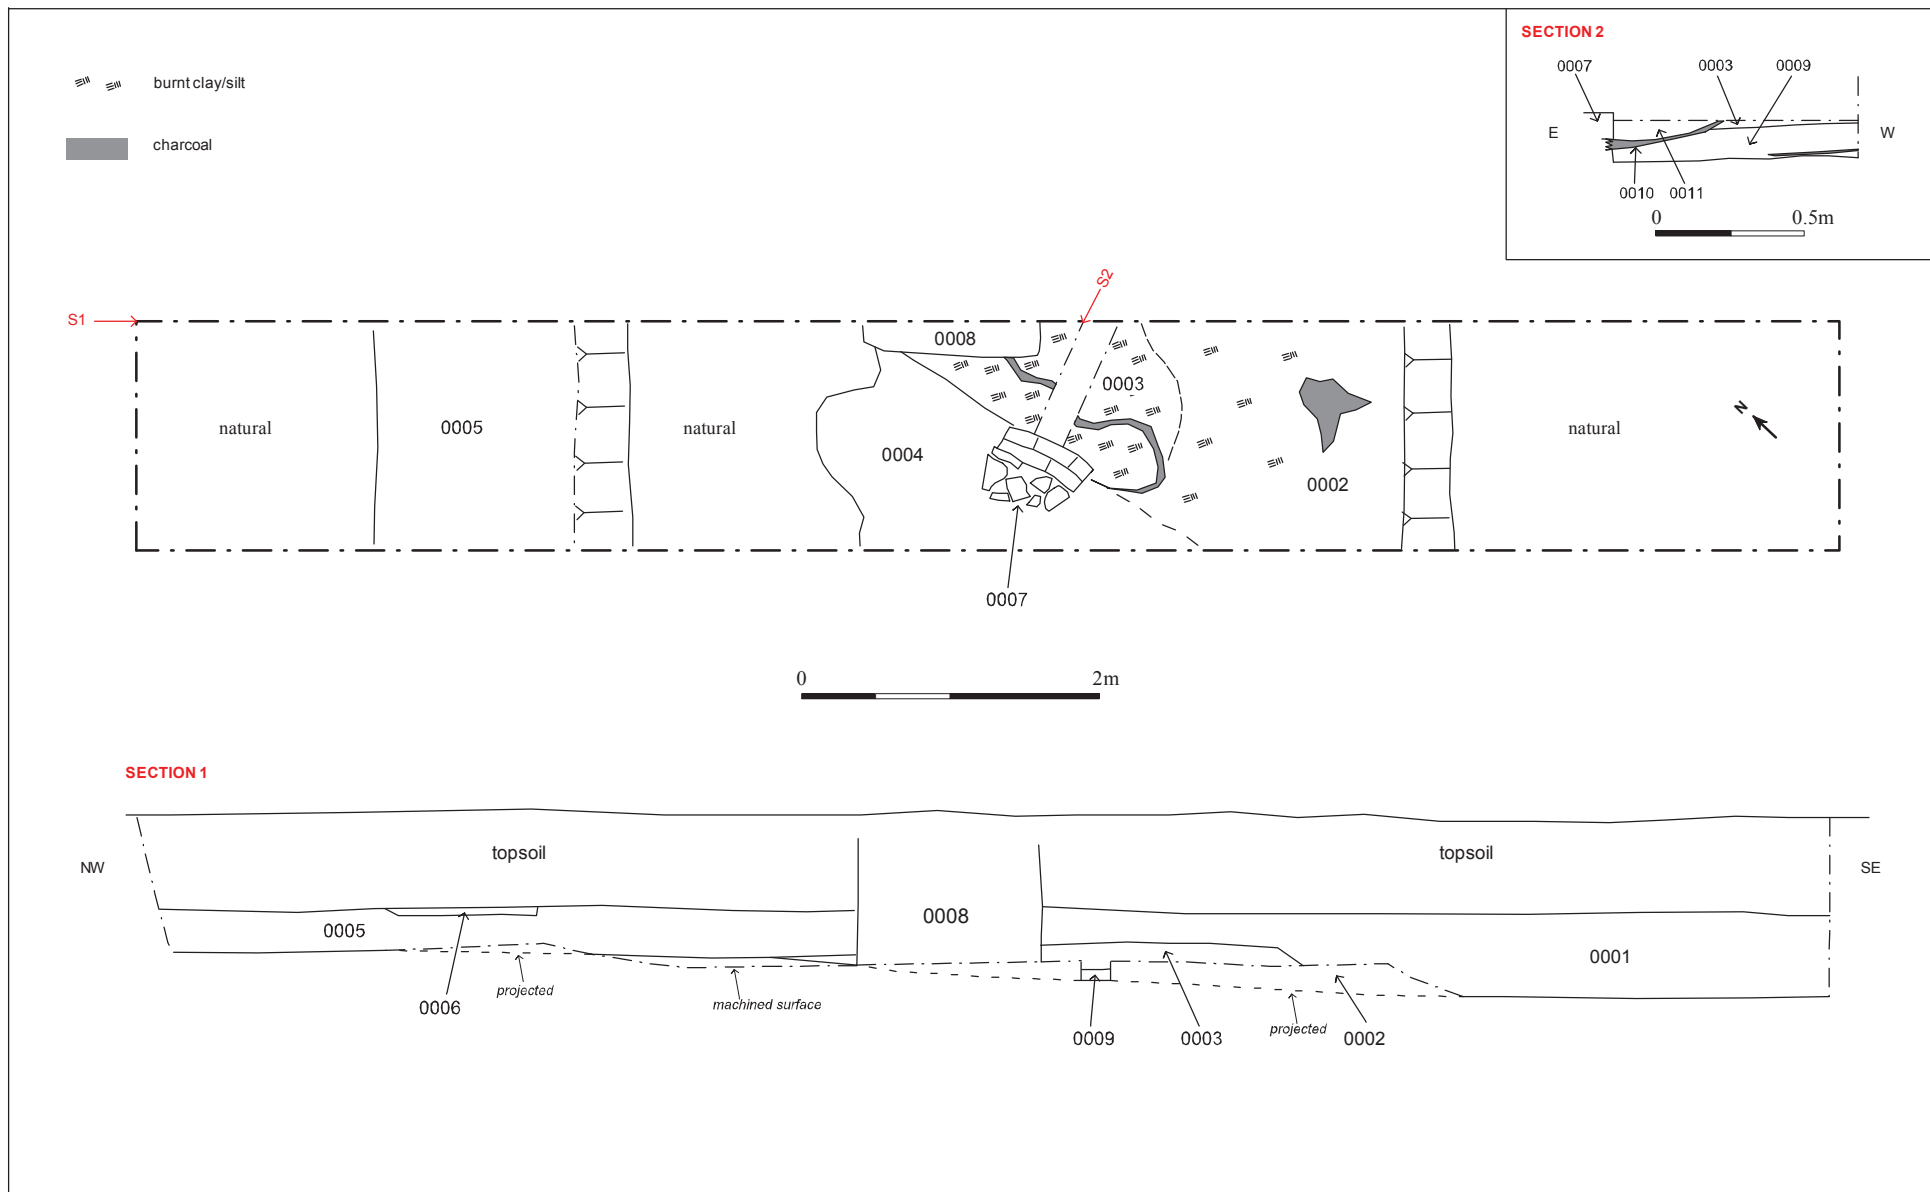 SECTION 2
0007 0003 0009
E W
0010 0011
0 0.5m
burnt clay/silt
charcoal
S2
S1
0008
0003
natural 0005 natural 0004 0002 natural
N
0007
0 2m
SECTION 1
topsoil topsoil
NW SE
0008
0005 0001
projected
0006 machined surface projected
0009 0003 0002